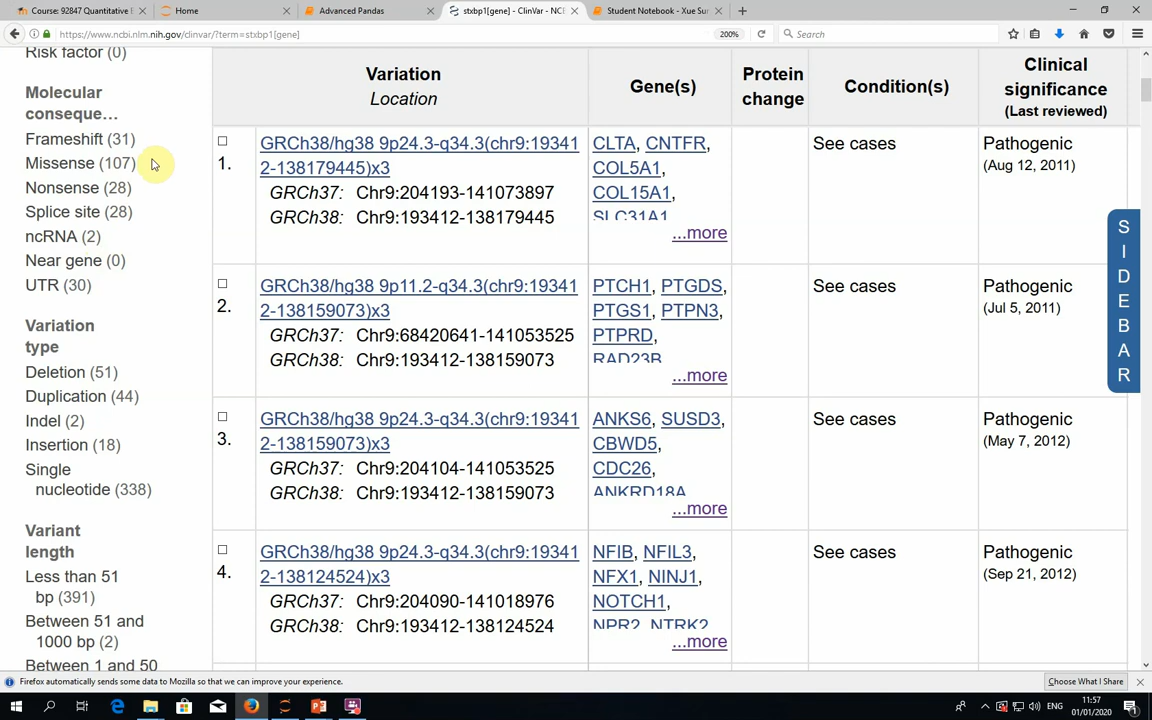 Course: 92847 Quantitative
Home
Advanced Pandas
stxbp1[gene] - ClinVar - NCB
Student Notebook - Xue Sun
https://www.ncbi.nlm.nih.gov/clinvar/?term=stxbp1[gene]
200%
Search
Risk factor (0)
Molecular
conseque...
Frameshift (31)
Missense (107)
Nonsense (28)
Splice site (28)
ncRNA (2)
Near gene (0)
UTR (30)
Variation
type
Deletion (51)
Duplication (44)
Indel (2)
Insertion (18)
Single
nucleotide (338)
Variant
length
Less than 51
bp (391)
Between 51 and
1000 bp (2)
Between 1 and 50
Variation
Location
Gene(s)
Protein
change
Condition(s)
Clinical
significance
(Last reviewed)
1.
GRCh38/hg38 9p24.3-q34.3(chr9:19341
2-138179445)x3
GRCh37: Chr9:204193-141073897
GRCh38: Chr9:193412-138179445
CLTA, CNTFR,
COL5A1,
COL15A1,
SLC31A1
...more
See cases
Pathogenic
(Aug 12, 2011)
2.
GRCh38/hg38 9p11.2-q34.3(chr9:19341
2-138159073)x3
GRCh37: Chr9:68420641-141053525
GRCh38: Chr9:193412-138159073
PTCH1, PTGDS,
PTGS1, PTPN3,
PTPRD,
RAD23B
...more
See cases
Pathogenic
(Jul 5, 2011)
3.
GRCh38/hg38 9p24.3-q34.3(chr9:19341
2-138159073)x3
GRCh37: Chr9:204104-141053525
GRCh38: Chr9:193412-138159073
ANKS6, SUSD3,
CBWD5,
CDC26,
ANKRD18A
...more
See cases
Pathogenic
(May 7, 2012)
4.
GRCh38/hg38 9p24.3-q34.3(chr9:19341
2-138124524)x3
GRCh37: Chr9:204090-141018976
GRCh38: Chr9:193412-138124524
NFIB, NFIL3,
NFX1, NINJ1,
NOTCH1,
NPR2, NTRK2
...more
See cases
Pathogenic
(Sep 21, 2012)
SIDEBAR
Firefox automatically sends some data to Mozilla so that we can improve your experience.
Choose What I Share
ENG
11:57
01/01/2020